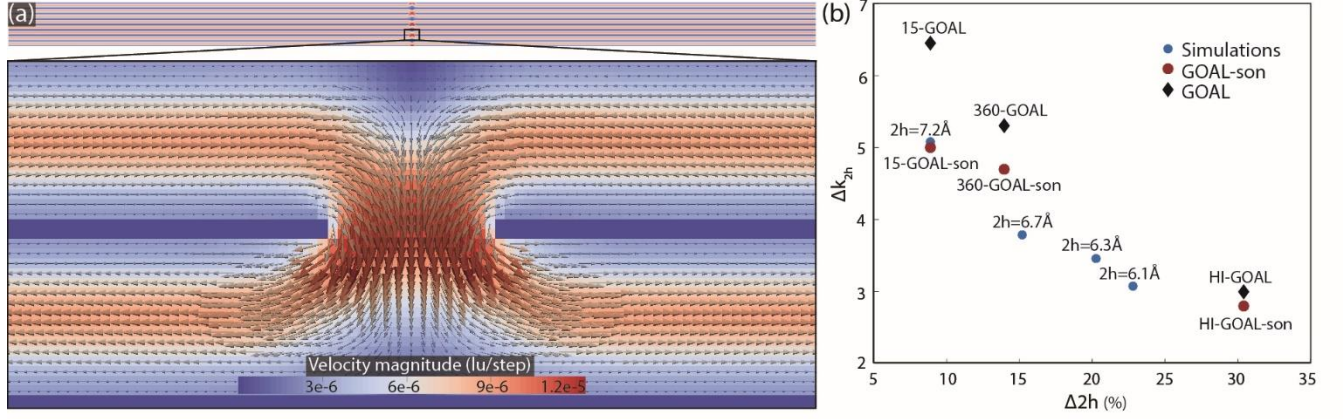 (a)
Velocity magnitude (lu/step)
3e-6 6e-6 9e-6 1.2e-5
(b)
Δk2h
7
6
5
4
3
2
15-GOAL
Simulations
GOAL-son
GOAL
360-GOAL
2h=7.2Å
15-GOAL-son
360-GOAL-son
2h=6.7Å
2h=6.3Å
2h=6.1Å
HI-GOAL
HI-GOAL-son
5 10 15 20 25 30 35
Δ2h (%)